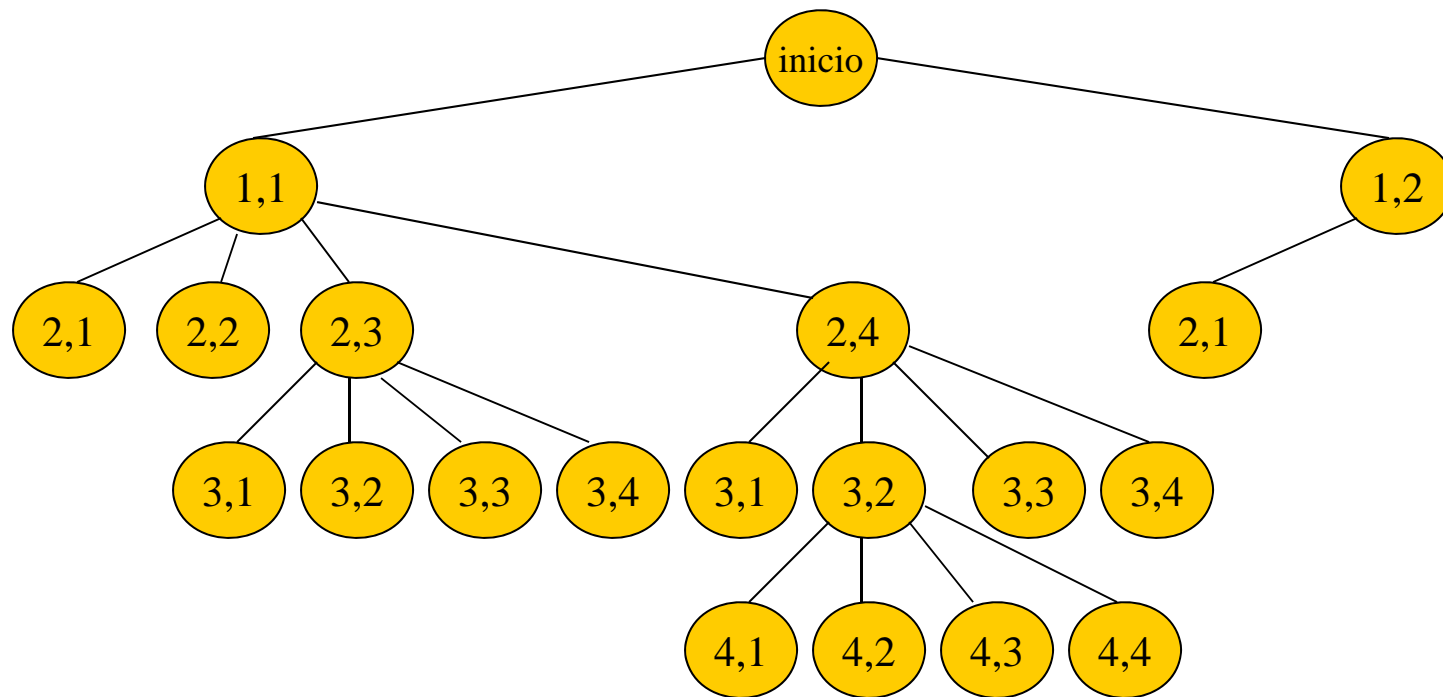 inicio
1,1 1,2
2,1 2,2 2,3 2,4 2,1
3,1 3,2 3,3 3,4 3,1 3,2 3,3 3,4
4,1 4,2 4,3 4,4